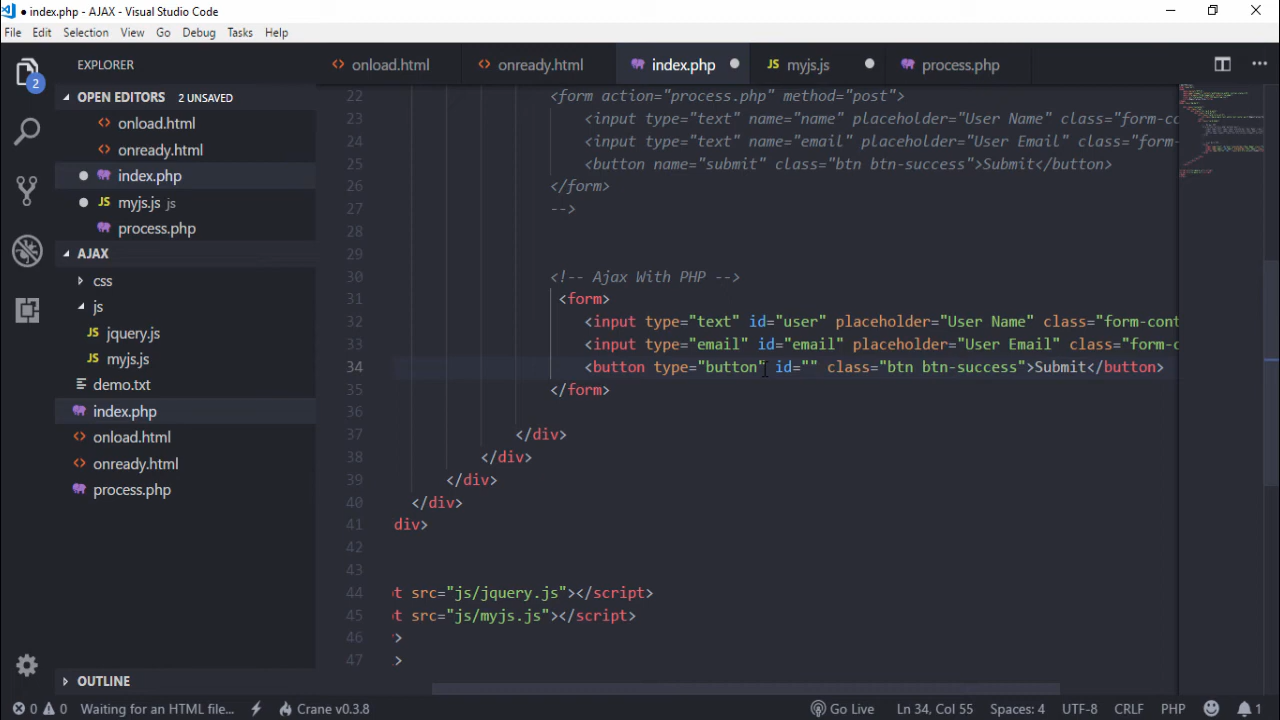 index.php - AJAX - Visual Studio Code
File Edit Selection View Go Debug Tasks Help
EXPLORER
2
OPEN EDITORS 2 UNSAVED
onload.html
onready.html
index.php
myjs.js js
process.php
AJAX
css
js
jquery.js
myjs.js
demo.txt
index.php
onload.html
onready.html
process.php
OUTLINE
onload.html onready.html index.php myjs.js process.php
22 <form action="process.php" method="post">
23 <input type="text" name="name" placeholder="User Name" class="form-co
24 <input type="text" name="email" placeholder="User Email" class="form-
25 <button name="submit" class="btn btn-success">Submit</button>
26 </form>
27 -->
28
29
30 <!-- Ajax With PHP -->
31 <form>
32 <input type="text" id="user" placeholder="User Name" class="form-cont
33 <input type="email" id="email" placeholder="User Email" class="form-c
34 <button type="button" id="" class="btn btn-success">Submit</button>
35 </form>
36
37 </div>
38 </div>
39 </div>
40 </div>
41 div>
42
43
44 t src="js/jquery.js"></script>
45 t src="js/myjs.js"></script>
46 >
47 >
0 0 Waiting for an HTML file... Crane v0.3.8 Go Live Ln 34, Col 55 Spaces: 4 UTF-8 CRLF PHP 1